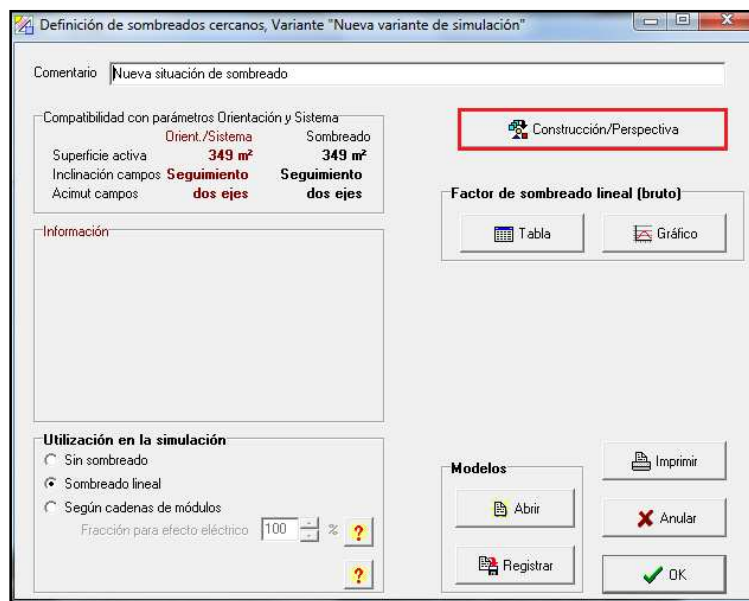 Definición de sombreados cercanos, Variante "Nueva variante de simulación"
Comentario Nueva situación de sombreado
Compatibilidad con parámetros Orientación y Sistema
Orient./Sistema Sombreado
Superficie activa 349 m² 349 m²
Inclinación campos Seguimiento Seguimiento
Acimut campos dos ejes dos ejes
Construcción/Perspectiva
Factor de sombreado lineal (bruto)
Tabla Gráfico
Información
Utilización en la simulación
Sin sombreado
Sombreado lineal
Según cadenas de módulos
Fracción para efecto eléctrico 100 % ?
?
Modelos
Abrir
Registrar
Imprimir
Anular
OK